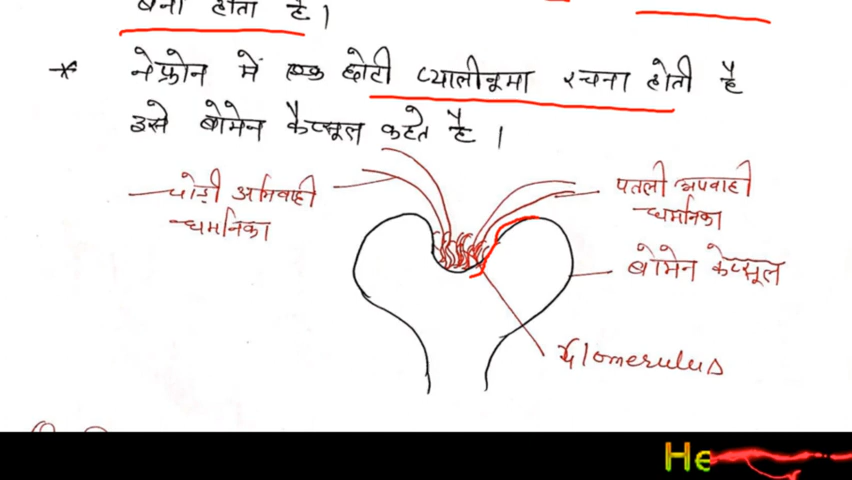 बना होता है।
* नेफ्रोन में एक छोटी प्यालीनूमा रचना होती है
उसे बोमेन कैप्सूल कहते है।
चोड़ी अभिवाही
धमनिका
पतली अपवाही
धमनिका
बोमेन केप्सूल
Glomerulus
He